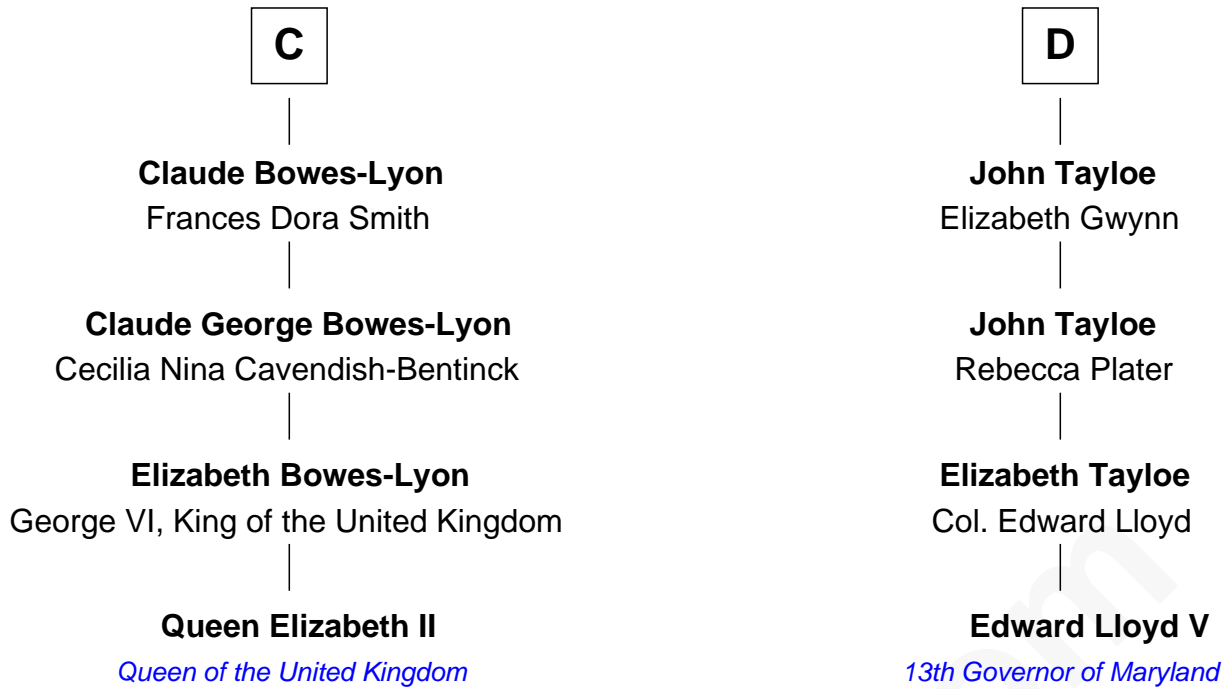 C
Claude Bowes-Lyon
Frances Dora Smith
Claude George Bowes-Lyon
Cecilia Nina Cavendish-Bentinck
Elizabeth Bowes-Lyon
George VI, King of the United Kingdom
Queen Elizabeth II
Queen of the United Kingdom
D
John Tayloe
Elizabeth Gwynn
John Tayloe
Rebecca Plater
Elizabeth Tayloe
Col. Edward Lloyd
Edward Lloyd V
13th Governor of Maryland